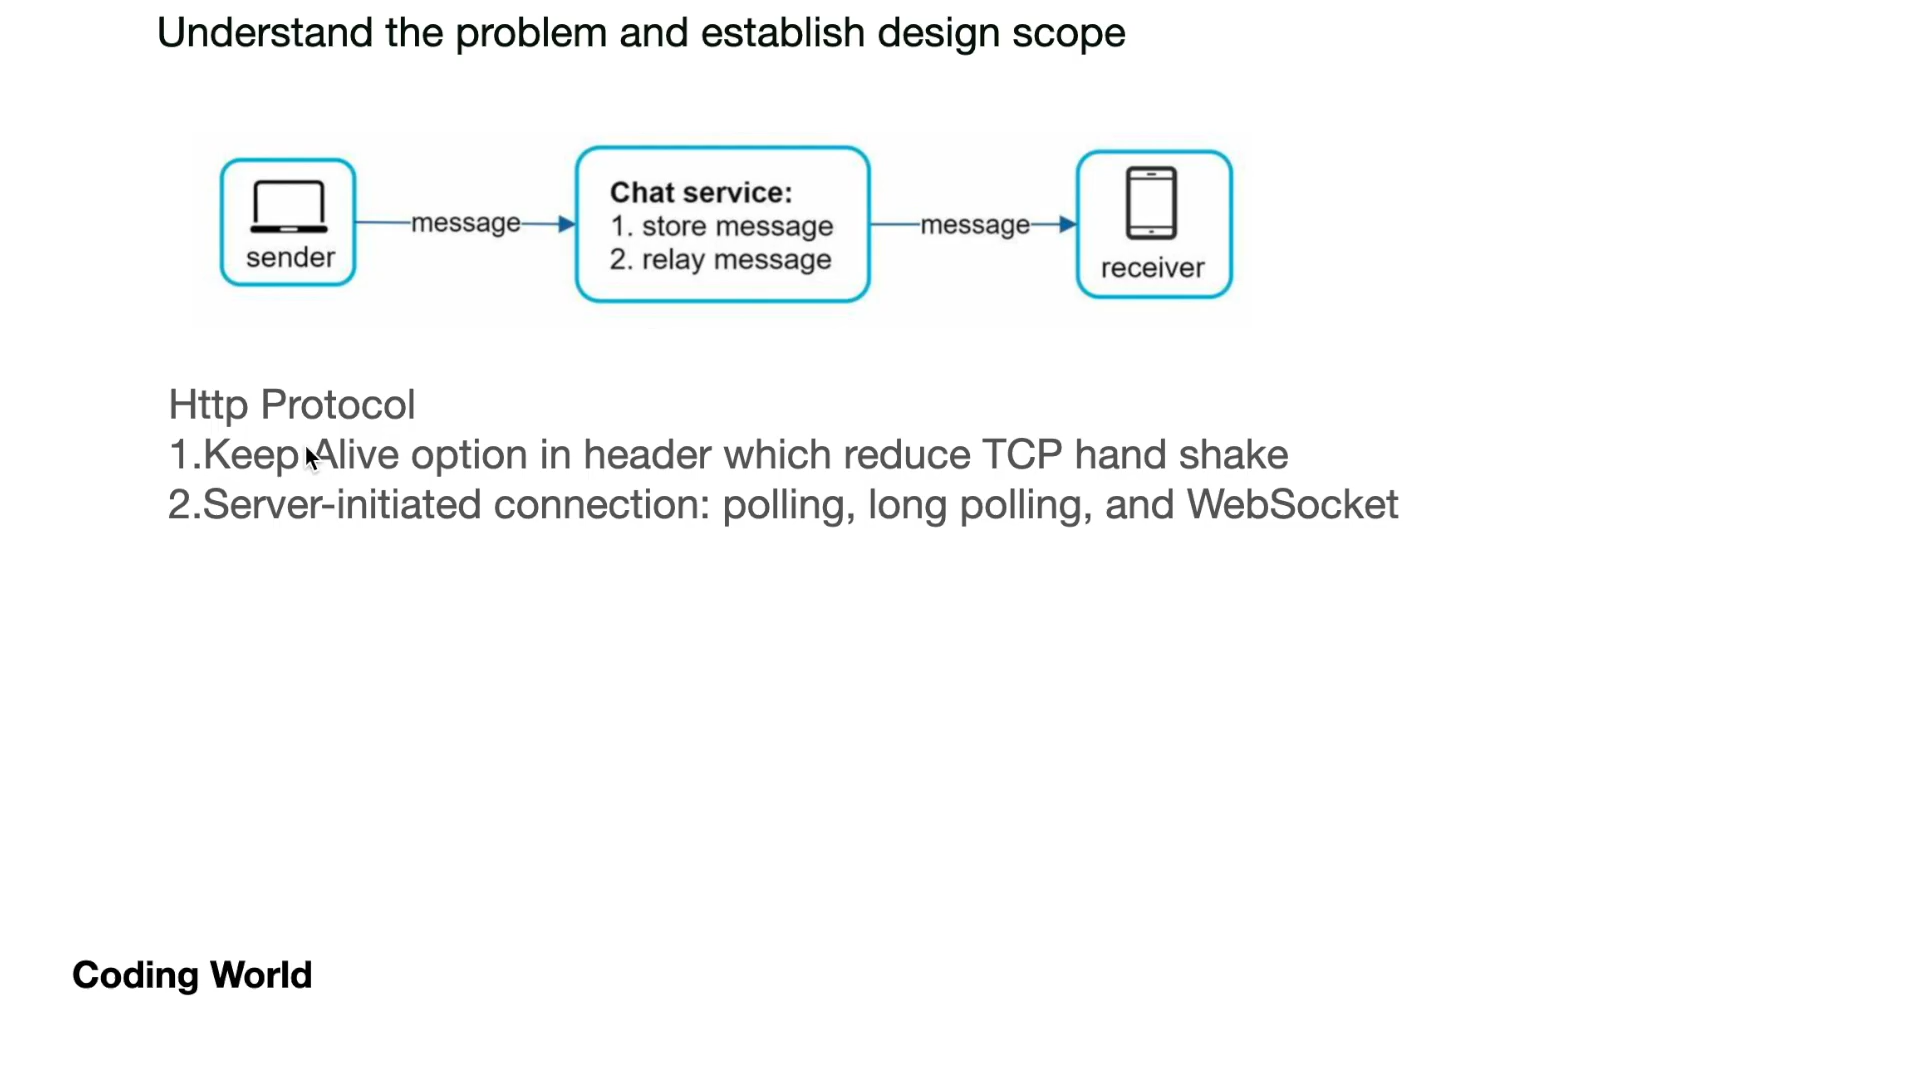 Understand the problem and establish design scope
sender
message
Chat service:
1. store message
2. relay message
message
receiver
Http Protocol
1.Keep Alive option in header which reduce TCP hand shake
2.Server-initiated connection: polling, long polling, and WebSocket
Coding World